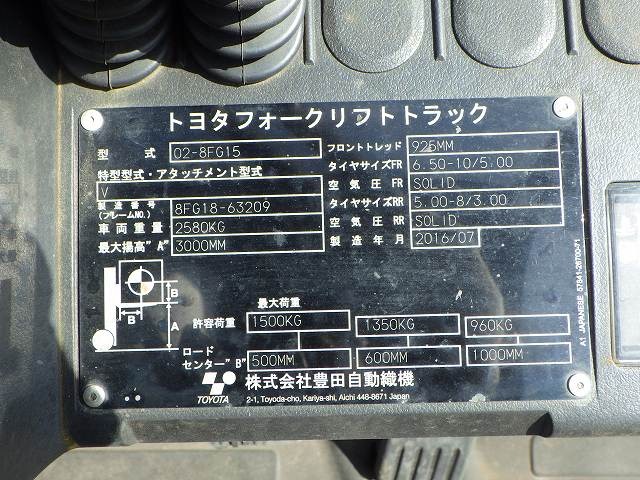 トヨタフォークリフトトラック
型 式 02-8FG15
特型型式・アタッチメント型式
V
製造番号 (フレームNO.) 8FG18-63209
車両重量 2580KG
最大揚高"A" 3000MM
フロントトレッド 925MM
タイヤサイズFR 6.50-10/5.00
空気圧 FR SOLID
タイヤサイズRR 5.00-8/3.00
空気圧 RR SOLID
製造年月 2016/07
B
B
A
最大荷重
許容荷重 1500KG 1350KG 960KG
ロード
センター"B" 500MM 600MM 1000MM
TOYOTA 株式会社豊田自動織機
2-1, Toyoda-cho, Kariya-shi, Aichi 448-8671 Japan
A1 JAPANESE 57841-26700-71